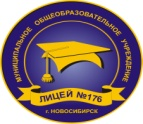 МУНИЦИПАЛЬНОЕ ОБЩЕОБРАЗОВАТЕЛЬНОЕ УЧРЕЖДЕНИЕ
ЛИЦЕЙ №176
Г. НОВОСИБИРСК